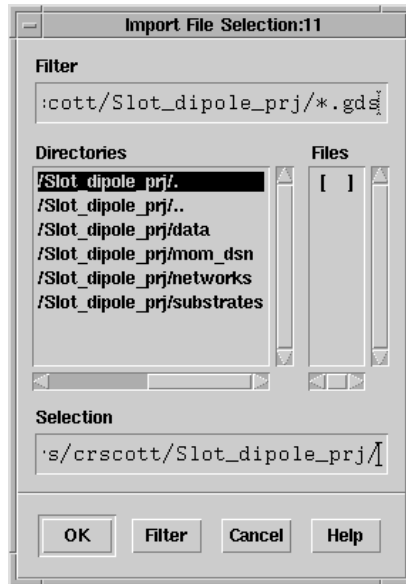 Import File Selection:11
Filter
:cott/Slot_dipole_prj/*.gds
Directories
Files
/Slot_dipole_prj/.
[ ]
/Slot_dipole_prj/..
/Slot_dipole_prj/data
/Slot_dipole_prj/mom_dsn
/Slot_dipole_prj/networks
/Slot_dipole_prj/substrates
Selection
s/crscott/Slot_dipole_prj/
OK Filter Cancel Help